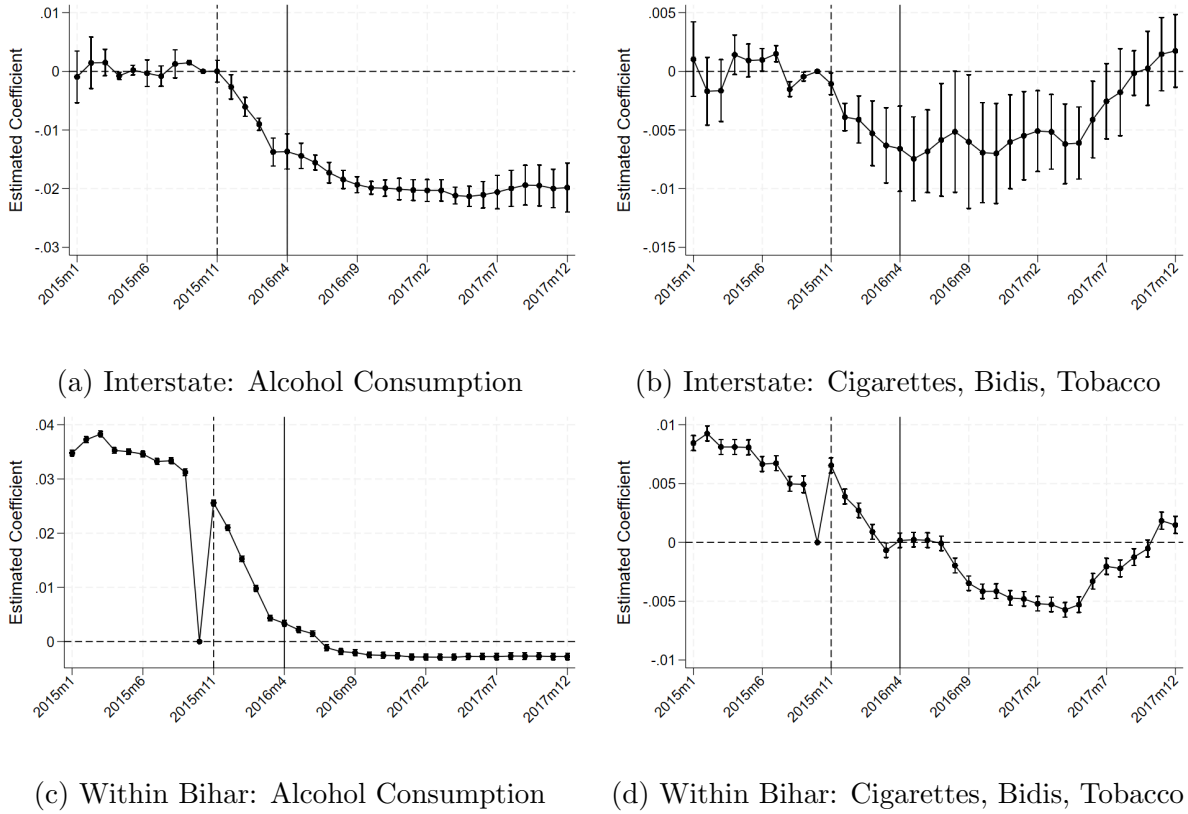 Estimated Coefficient
.01
0
-.01
-.02
-.03
2015m1
2015m6
2015m11
2016m4
2016m9
2017m2
2017m7
2017m12
(a) Interstate: Alcohol Consumption
Estimated Coefficient
.005
0
-.005
-.01
-.015
2015m1
2015m6
2015m11
2016m4
2016m9
2017m2
2017m7
2017m12
(b) Interstate: Cigarettes, Bidis, Tobacco
Estimated Coefficient
.04
.03
.02
.01
0
2015m1
2015m6
2015m11
2016m4
2016m9
2017m2
2017m7
2017m12
(c) Within Bihar: Alcohol Consumption
Estimated Coefficient
.01
.005
0
-.005
-.01
2015m1
2015m6
2015m11
2016m4
2016m9
2017m2
2017m7
2017m12
(d) Within Bihar: Cigarettes, Bidis, Tobacco